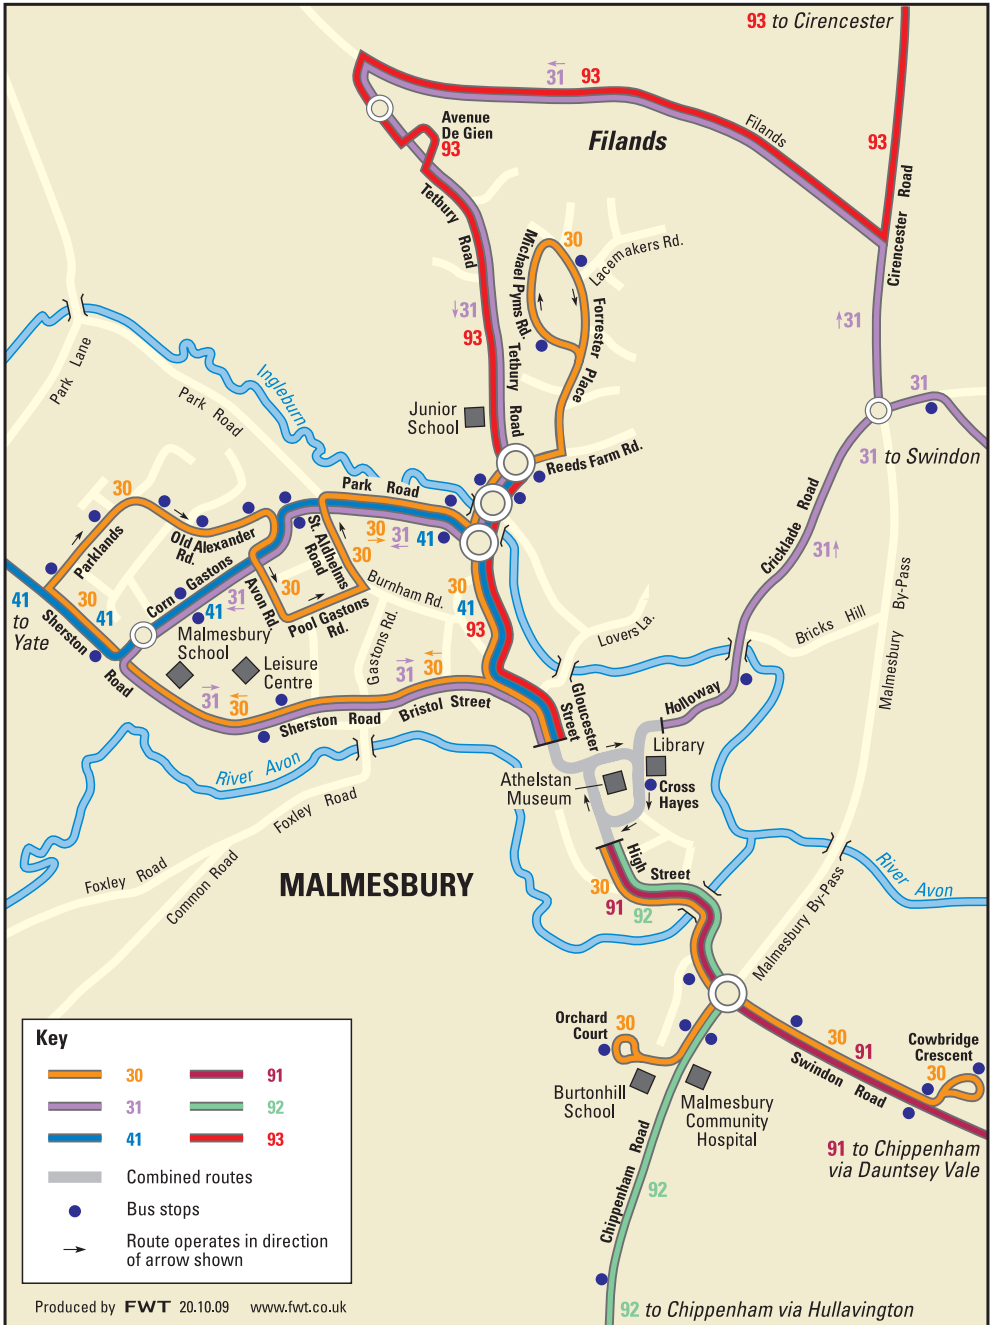 93 to Cirencester
31
93
Avenue
De Gien
93
Filands
Filands
93
Cirencester Road
Tetbury Road
Michael Pyms Rd.
30
Lacemakers Rd.
Forrester Place
31
93
Tetbury Road
31
31
Park Lane
Park Road
Ingleburn
Junior
School
Reeds Farm Rd.
31 to Swindon
30
Park Road
Old Alexander
Rd.
Parklands
St. Aldhelms
Road
30
31
41
Cricklade Road
31
Corn Gastons
30
30
Avon Rd.
Burnham Rd.
30
41
93
41
to
Yate
30
41
31
41
Pool Gastons
Rd.
Lovers La.
Bricks Hill
Malmesbury By-Pass
Sherston
Road
Malmesbury
School
Leisure
Centre
Gastons Rd.
31
30
31
30
Sherston Road
Bristol Street
Gloucester
Street
Holloway
Library
River Avon
Athelstan
Museum
Cross
Hayes
Foxley Road
Foxley Road
Common Road
MALMESBURY
High
Street
30
91
92
River Avon
Malmesbury By-Pass
Orchard
Court
30
30
91
Swindon Road
Cowbridge
Crescent
30
Burtonhill
School
Malmesbury
Community
Hospital
91 to Chippenham
via Dauntsey Vale
Chippenham Road
92
92 to Chippenham via Hullavington
Key
30
91
31
92
41
93
Combined routes
Bus stops
Route operates in direction
of arrow shown
Produced by FWT 20.10.09 www.fwt.co.uk